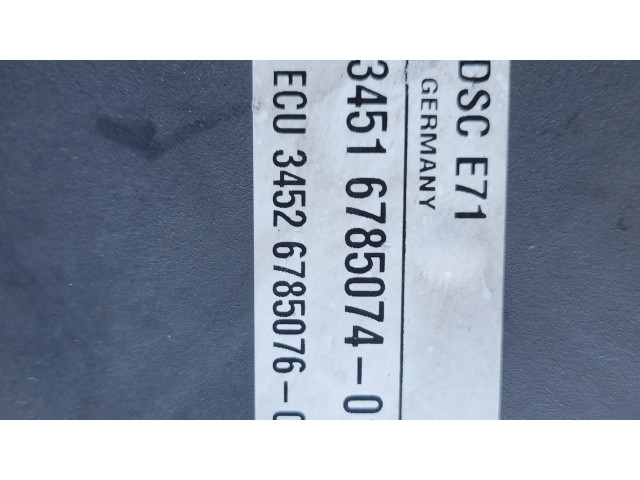 DSC E71
GERMANY
3451 6785074-0
ECU 3452 6785076-